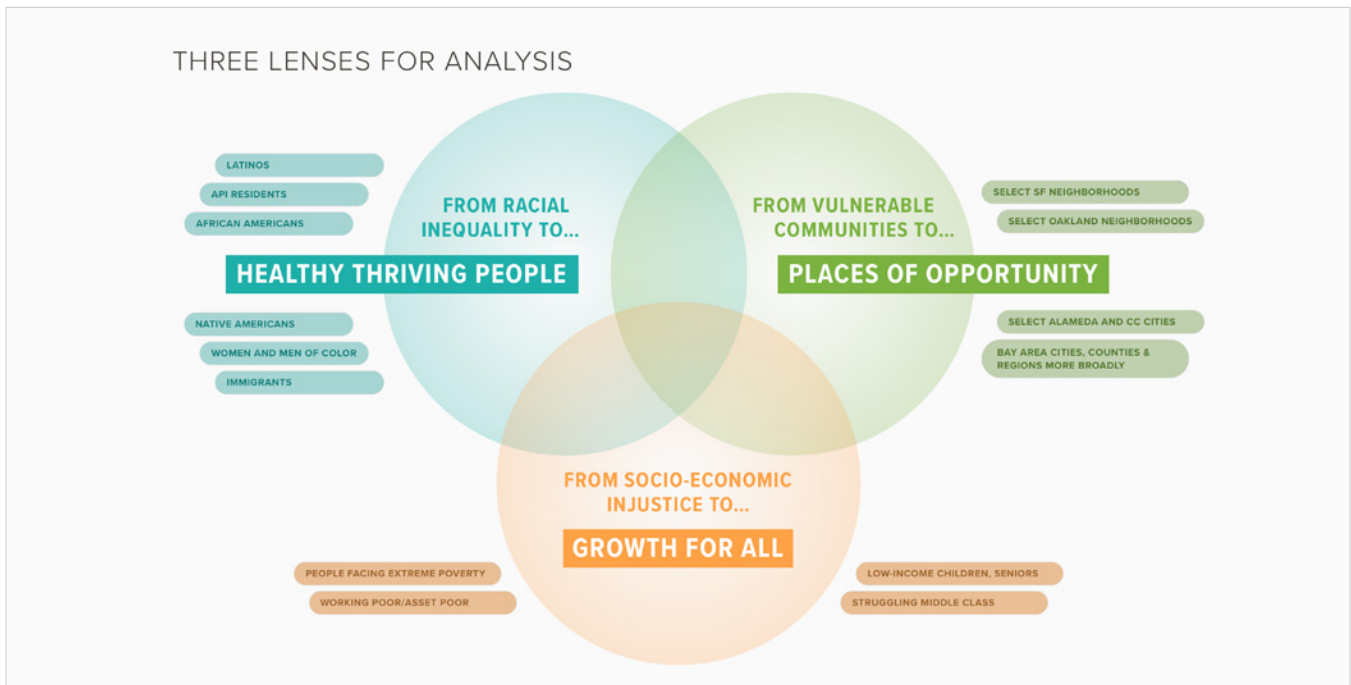 THREE LENSES FOR ANALYSIS
LATINOS
API RESIDENTS
AFRICAN AMERICANS
FROM RACIAL
INEQUALITY TO...
HEALTHY THRIVING PEOPLE
NATIVE AMERICANS
WOMEN AND MEN OF COLOR
IMMIGRANTS
FROM VULNERABLE
COMMUNITIES TO...
PLACES OF OPPORTUNITY
SELECT SF NEIGHBORHOODS
SELECT OAKLAND NEIGHBORHOODS
SELECT ALAMEDA AND CC CITIES
BAY AREA CITIES, COUNTIES &
REGIONS MORE BROADLY
FROM SOCIO-ECONOMIC
INJUSTICE TO...
GROWTH FOR ALL
PEOPLE FACING EXTREME POVERTY
WORKING POOR/ASSET POOR
LOW-INCOME CHILDREN, SENIORS
STRUGGLING MIDDLE CLASS